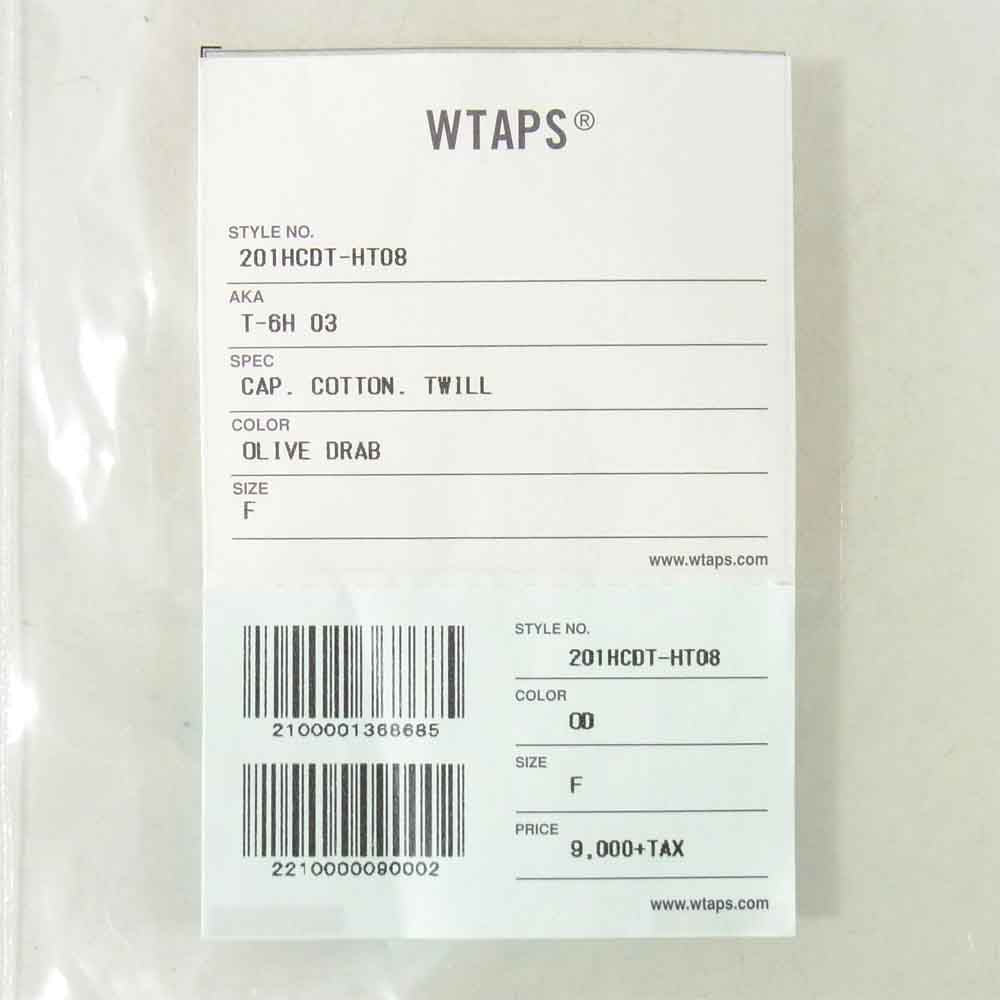 WTAPS®
STYLE NO.
201HCDT-HT08
AKA
T-6H 03
SPEC
CAP. COTTON. TWILL
COLOR
OLIVE DRAB
SIZE
F
www.wtaps.com
2100001368685
2210000090002
STYLE NO.
201HCDT-HT08
COLOR
OD
SIZE
F
PRICE
9,000+TAX
www.wtaps.com